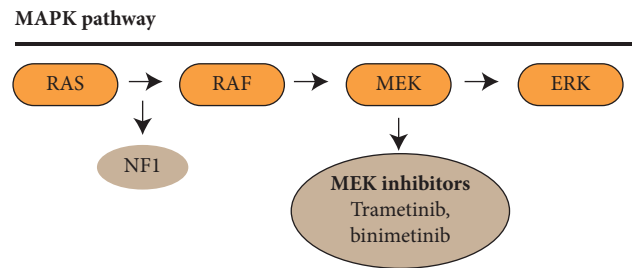 MAPK pathway
RAS
RAF
MEK
ERK
NF1
MEK inhibitors
Trametinib,
binimetinib